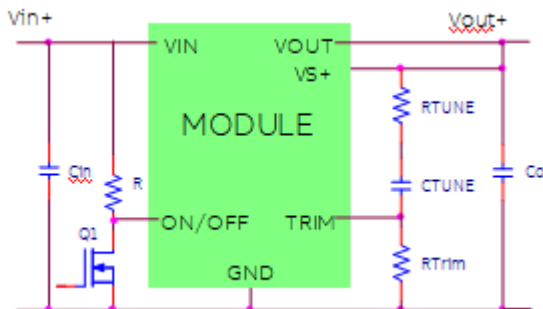 Vin+
Vout+
VIN
VOUT
VS+
RTUNE
MODULE
Cin
R
CTUNE
Co
Q1
ON/OFF
TRIM
RTrim
GND